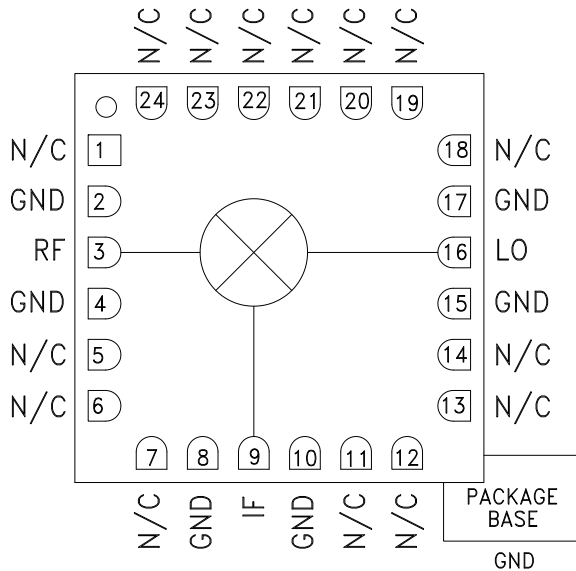 N/C N/C N/C N/C N/C N/C
24 23 22 21 20 19
N/C 1 18 N/C
GND 2 17 GND
RF 3 16 LO
GND 4 15 GND
N/C 5 14 N/C
N/C 6 13 N/C
7 8 9 10 11 12
N/C GND IF GND N/C N/C
PACKAGE
BASE
GND